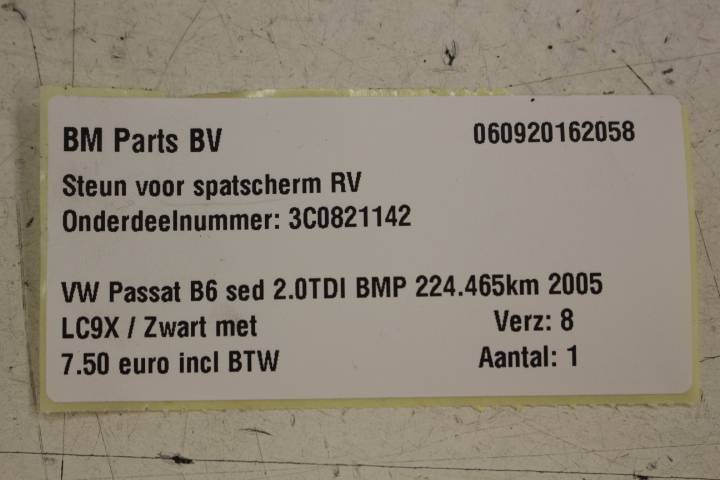 BM Parts BV 060920162058
Steun voor spatscherm RV
Onderdeelnummer: 3C0821142
VW Passat B6 sed 2.0TDI BMP 224.465km 2005
LC9X / Zwart met Verz: 8
7.50 euro incl BTW Aantal: 1